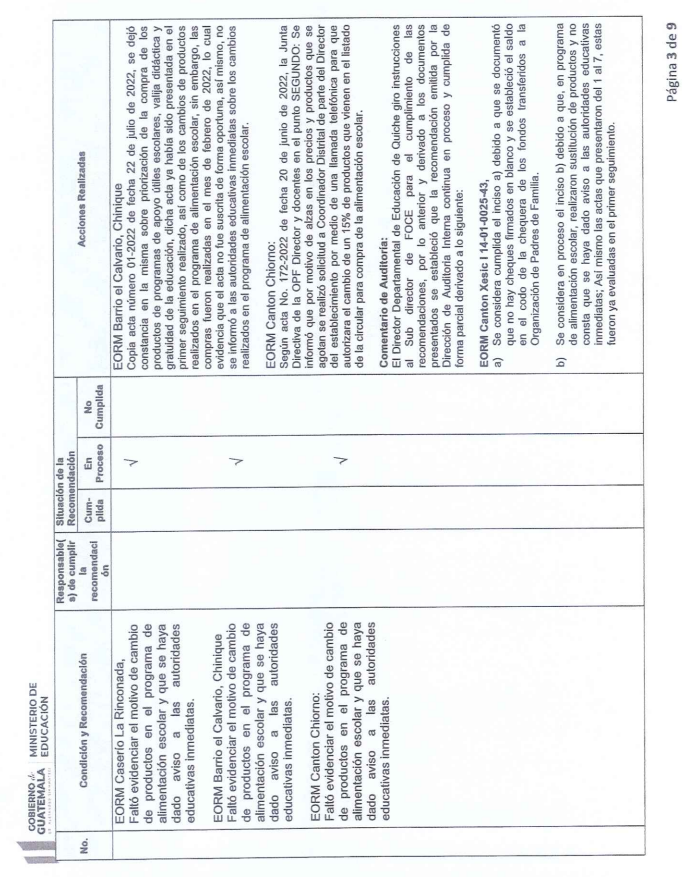 GOBIERNO de
GUATEMALA
MINISTERIO DE
EDUCACIÓN
No.
Condición y Recomendación
Responsable(
s) de cumplir
la
recomendaci
ón
Situación de la
Recomendación
Cum-
plida
En
Proceso
No
Cumplida
Acciones Realizadas
EORM Caserío La Rinconada,
Faltó evidenciar el motivo de cambio
de productos en el programa de
alimentación escolar y que se haya
dado aviso a las autoridades
educativas inmediatas.
EORM Barrio el Calvario, Chinique
Faltó evidenciar el motivo de cambio
de productos en el programa de
alimentación escolar y que se haya
dado aviso a las autoridades
educativas inmediatas.
EORM Canton Chiorno:
Faltó evidenciar el motivo de cambio
de productos en el programa de
alimentación escolar y que se haya
dado aviso a las autoridades
educativas inmediatas.
√
√
√
EORM Barrio el Calvario, Chinique
Copia acta número 01-2022 de fecha 22 de julio de 2022, se dejó
constancia en la misma sobre priorización de la compra de los
productos de programas de apoyo útiles escolares, valija didáctica y
gratuidad de la educación, dicha acta ya había sido presentada en el
primer seguimiento realizado, así como de los cambios de productos
realizados en el programa de alimentación escolar, sin embargo, las
compras fueron realizadas en el mes de febrero de 2022, lo cual
evidencia que el acta no fue suscrita de forma oportuna, así mismo, no
se informó a las autoridades educativas inmediatas sobre los cambios
realizados en el programa de alimentación escolar.
EORM Canton Chiorno:
Según acta No. 172-2022 de fecha 20 de junio de 2022, la Junta
Directiva de la OPF Director y docentes en el punto SEGUNDO: Se
informó que por motivo de alzas en los precios y productos que se
agotan se realizó solicitud a Coordinador Distrital de parte del Director
del establecimiento por medio de una llamada telefónica para que
autorizara el cambio de un 15% de productos que vienen en el listado
de la circular para compra de la alimentación escolar.
Comentario de Auditoría:
El Director Departamental de Educación de Quiche giro instrucciones
al Sub director de FOCE para el cumplimiento de las
recomendaciones, por lo anterior y derivado a los documentos
presentados se estableció que la recomendación emitida por la
Dirección de Auditoría Interna continua en proceso y cumplida de
forma parcial derivado a lo siguiente:
EORM Canton Xesic I 14-01-0025-43,
a) Se considera cumplida el inciso a) debido a que se documentó
que no hay cheques firmados en blanco y se estableció el saldo
en el codo de la chequera de los fondos transferidos a la
Organización de Padres de Familia.
b) Se considera en proceso el inciso b) debido a que, en programa
de alimentación escolar, realizaron sustitución de productos y no
consta que se haya dado aviso a las autoridades educativas
inmediatas; Así mismo las actas que presentaron del 1 al 7, estas
fueron ya evaluadas en el primer seguimiento.
Página 3 de 9